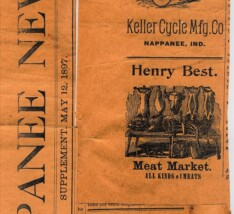 PANEE NEW
SUPPLEMENT, MAY 12, 1897.
Keller Cycle Mfg. Co
NAPPANEE, IND.
Henry Best.
Meat Market.
ALL KINDS of MEATS